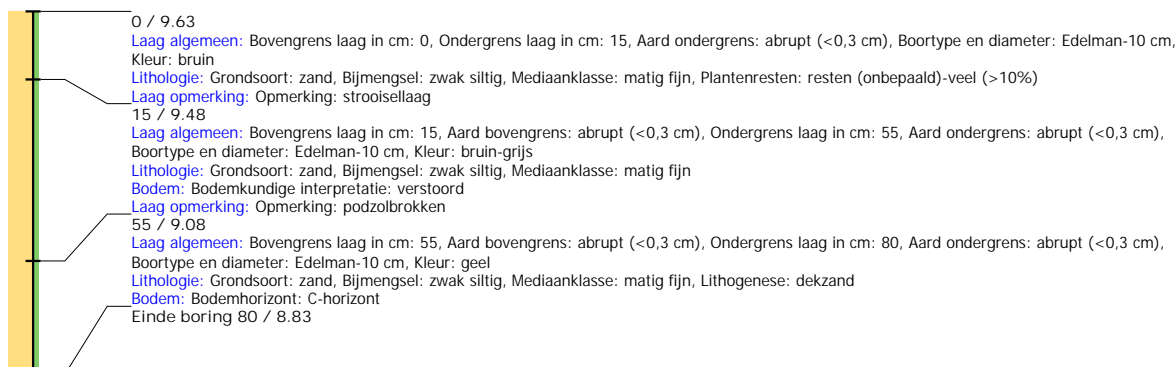 0 / 9.63
Laag algemeen: Bovengrens laag in cm: 0, Ondergrens laag in cm: 15, Aard ondergrens: abrupt (<0,3 cm), Boortype en diameter: Edelman-10 cm,
Kleur: bruin
Lithologie: Grondsoort: zand, Bijmengsel: zwak siltig, Mediaanklasse: matig fijn, Plantenresten: resten (onbepaald)-veel (>10%)
Laag opmerking: Opmerking: strooisellaag
15 / 9.48
Laag algemeen: Bovengrens laag in cm: 15, Aard bovengrens: abrupt (<0,3 cm), Ondergrens laag in cm: 55, Aard ondergrens: abrupt (<0,3 cm),
Boortype en diameter: Edelman-10 cm, Kleur: bruin-grijs
Lithologie: Grondsoort: zand, Bijmengsel: zwak siltig, Mediaanklasse: matig fijn
Bodem: Bodemkundige interpretatie: verstoord
Laag opmerking: Opmerking: podzolbrokken
55 / 9.08
Laag algemeen: Bovengrens laag in cm: 55, Aard bovengrens: abrupt (<0,3 cm), Ondergrens laag in cm: 80, Aard ondergrens: abrupt (<0,3 cm),
Boortype en diameter: Edelman-10 cm, Kleur: geel
Lithologie: Grondsoort: zand, Bijmengsel: zwak siltig, Mediaanklasse: matig fijn, Lithogenese: dekzand
Bodem: Bodemhorizont: C-horizont
Einde boring 80 / 8.83